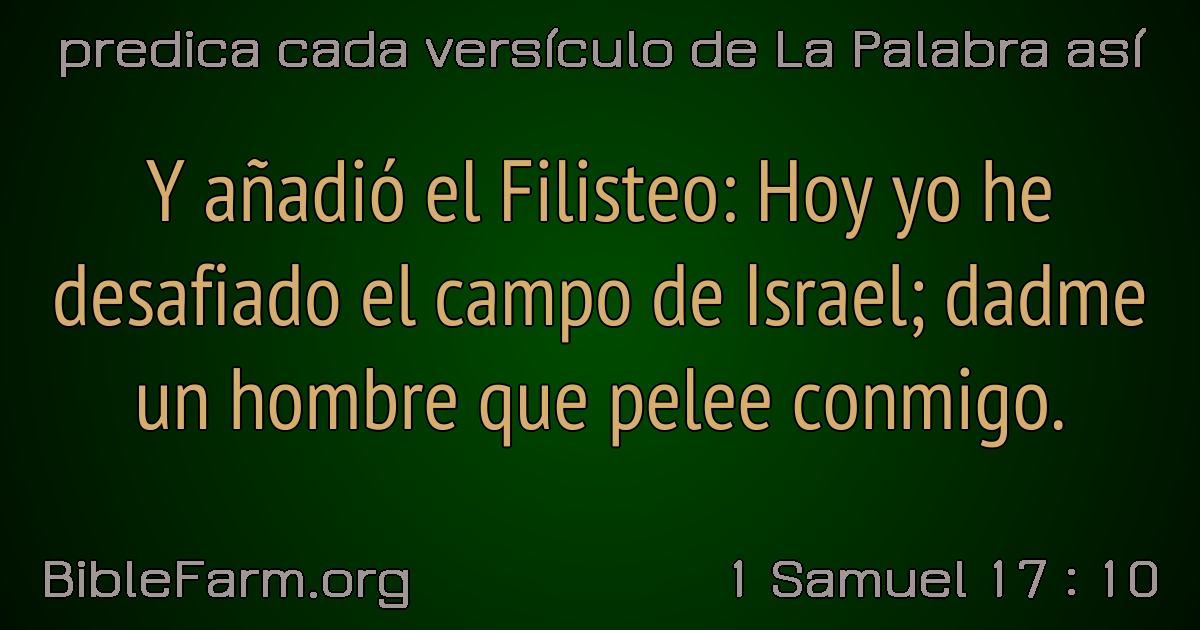 predica cada versículo de La Palabra así
Y añadió el Filisteo: Hoy yo he
desafiado el campo de Israel; dadme
un hombre que pelee conmigo.
BibleFarm.org
1 Samuel 17 : 10